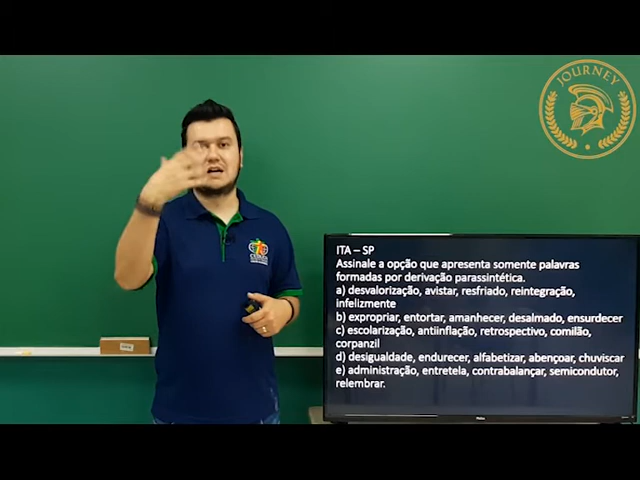 JOURNEY
ITA – SP
Assinale a opção que apresenta somente palavras
formadas por derivação parassintética.
a) desvalorização, avistar, resfriado, reintegração,
infelizmente
b) expropriar, entortar, amanhecer, desalmado, ensurdecer
c) escolarização, antiinflação, retrospectivo, comilão,
corpanzil
d) desigualdade, endurecer, alfabetizar, abençoar, chuviscar
e) administração, entretela, contrabalançar, semicondutor,
relembrar.